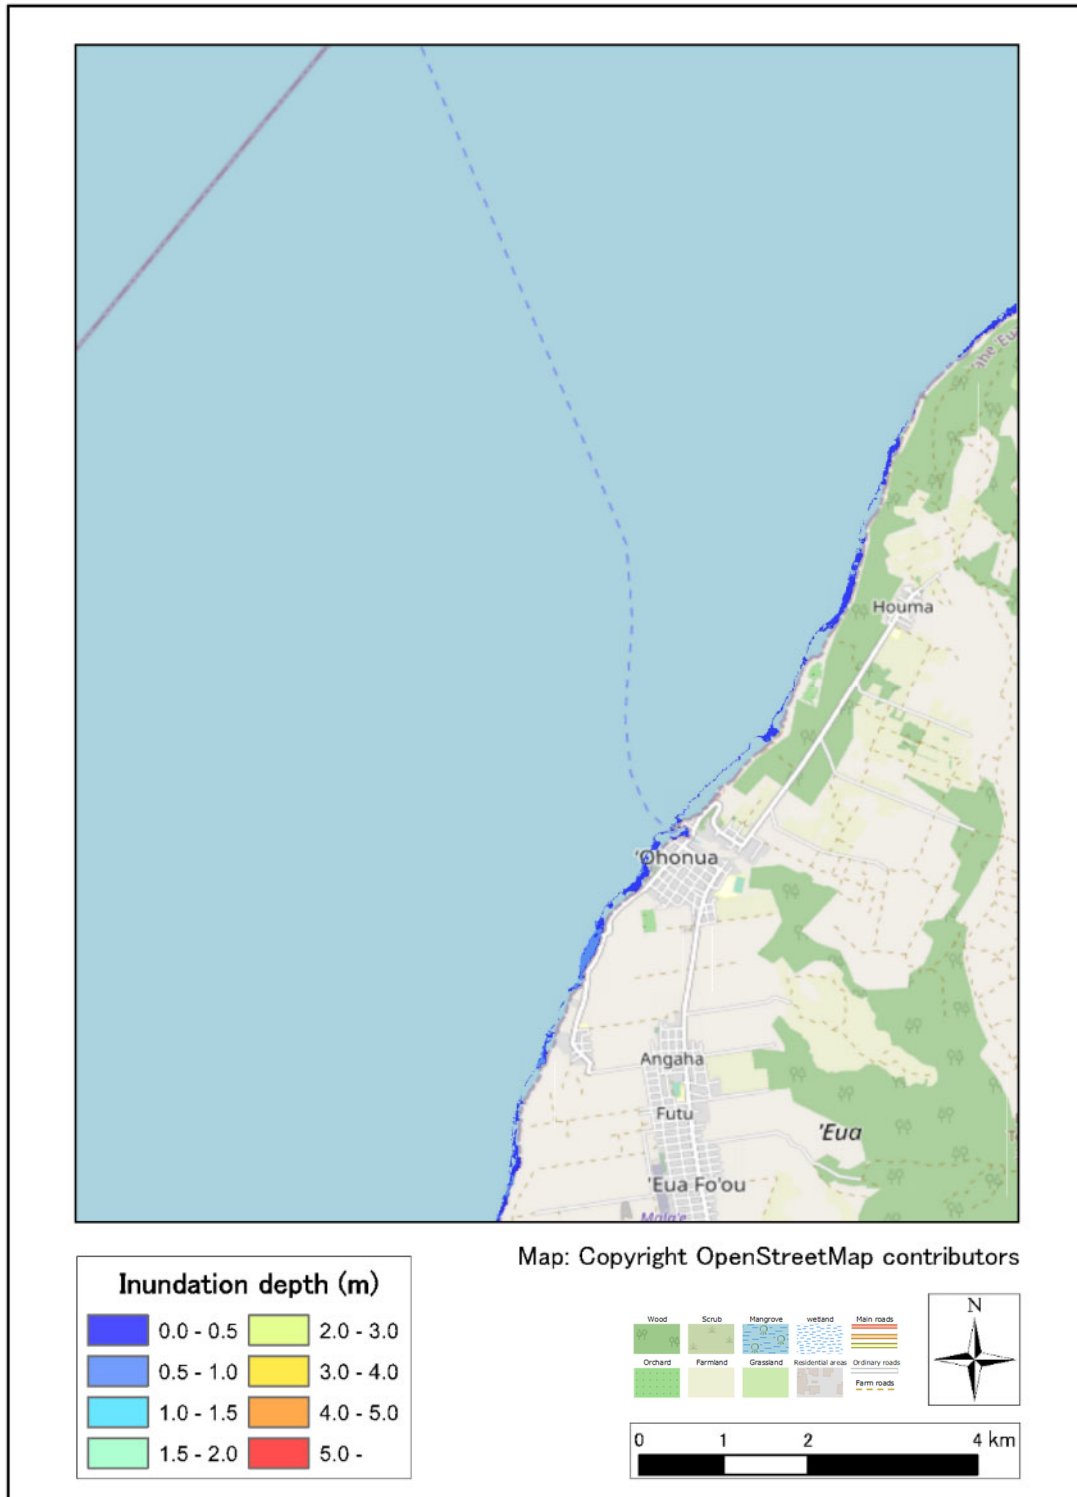 'ahe 'Eu
Houma
'Ohonua
Angaha
Futu
'Eua
'Eua Fo'ou
Mala'e
Map: Copyright OpenStreetMap contributors
Inundation depth (m)
0.0 - 0.5 2.0 - 3.0
0.5 - 1.0 3.0 - 4.0
1.0 - 1.5 4.0 - 5.0
1.5 - 2.0 5.0 -
Wood Scrub Mangrove wetland Main roads
Orchard Farmland Grassland Residential areas Ordinary roads
Farm roads
N
0 1 2 4 km